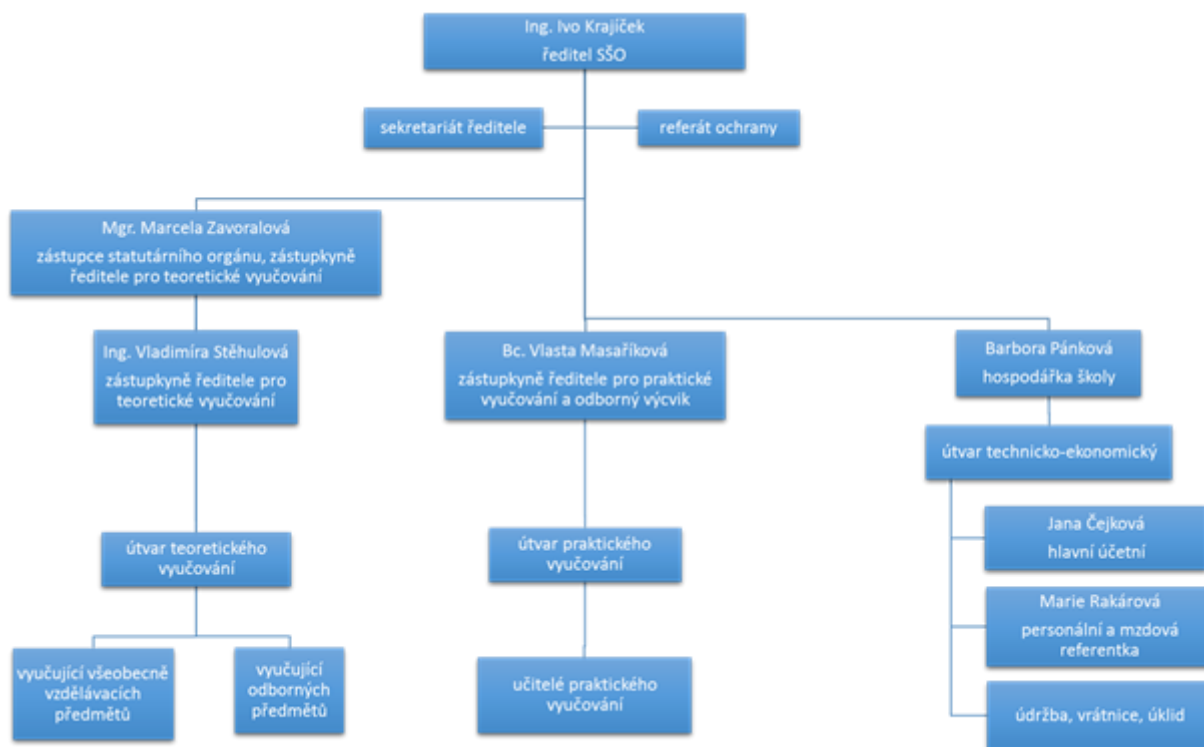 Ing. Ivo Krajíček
ředitel SŠO
sekretariát ředitele
referát ochrany
Mgr. Marcela Zavoralová
zástupce statutárního orgánu, zástupkyně
ředitele pro teoretické vyučování
Ing. Vladimíra Stěhulová
zástupkyně ředitele pro
teoretické vyučování
Bc. Vlasta Masaříková
zástupkyně ředitele pro praktické
vyučování a odborný výcvik
Barbora Pánková
hospodářka školy
útvar technicko-ekonomický
Jana Čejková
hlavní účetní
útvar teoretického
vyučování
útvar praktického
vyučování
Marie Rakárová
personální a mzdová
referentka
vyučující všeobecně
vzdělávacích
předmětů
vyučující
odborných
předmětů
učitelé praktického
vyučování
údržba, vrátnice, úklid